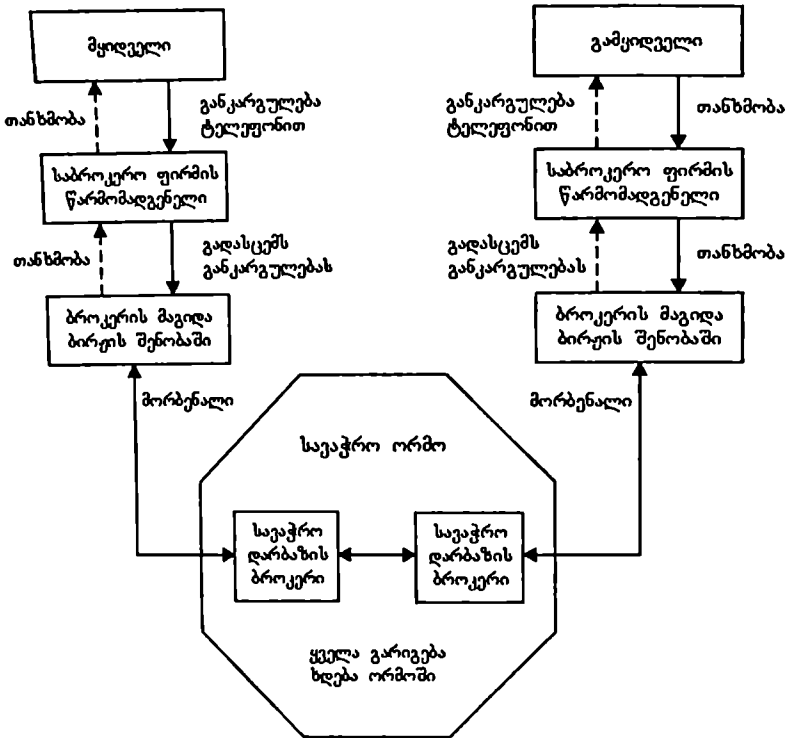 მყიდველი
გამყიდველი
თანხმობა
განკარგულება
ტელეფონით
განკარგულება
ტელეფონით
თანხმობა
საბროკერო ფირმის
წარმომადგენელი
საბროკერო ფირმის
წარმომადგენელი
თანხმობა
გადასცემს
განკარგულებას
გადასცემს
განკარგულებას
თანხმობა
ბროკერის მაგიდა
ბირჟის შენობაში
ბროკერის მაგიდა
ბირჟის შენობაში
მორბენალი
მორბენალი
სავაჭრო ორმო
სავაჭრო
დარბაზის
ბროკერი
სავაჭრო
დარბაზის
ბროკერი
ყველა გარიგება
ხდება ორმოში